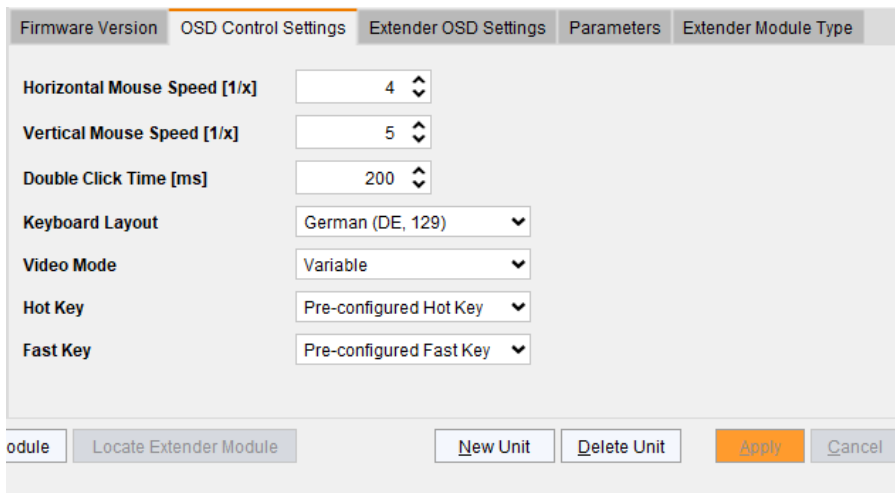 Firmware Version OSD Control Settings Extender OSD Settings Parameters Extender Module Type
Horizontal Mouse Speed [1/x] 4
Vertical Mouse Speed [1/x] 5
Double Click Time [ms] 200
Keyboard Layout German (DE, 129)
Video Mode Variable
Hot Key Pre-configured Hot Key
Fast Key Pre-configured Fast Key
odule Locate Extender Module New Unit Delete Unit Apply Cancel